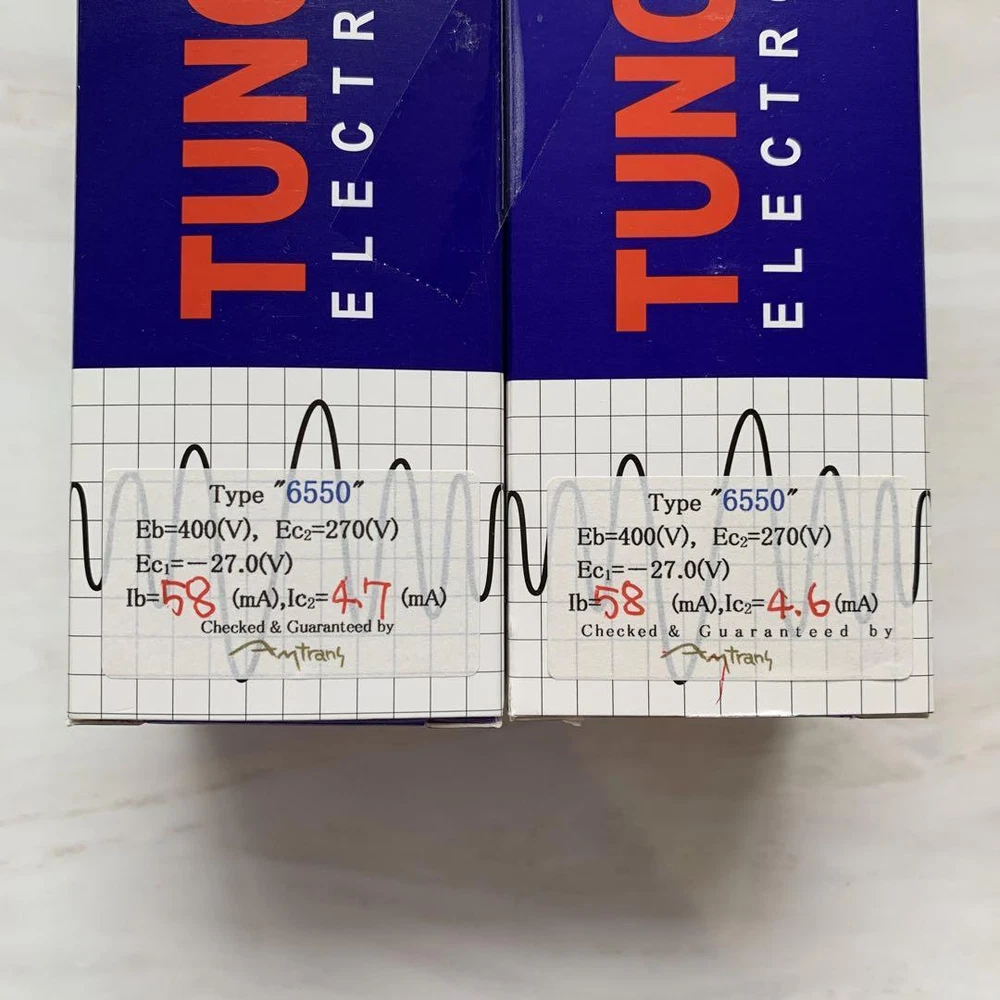 TUNG
ELECTR
Type "6550"
Eb=400(V), Ec₂=270(V)
Ec₁=−27.0(V)
Ib=58 (mA),Ic₂=4.7 (mA)
Checked & Guaranteed by
Amtrans
TUNG
ELECTR
Type "6550"
Eb=400(V), Ec₂=270(V)
Ec₁=−27.0(V)
Ib=58 (mA),Ic₂=4.6 (mA)
Checked & Guaranteed by
Amtrans